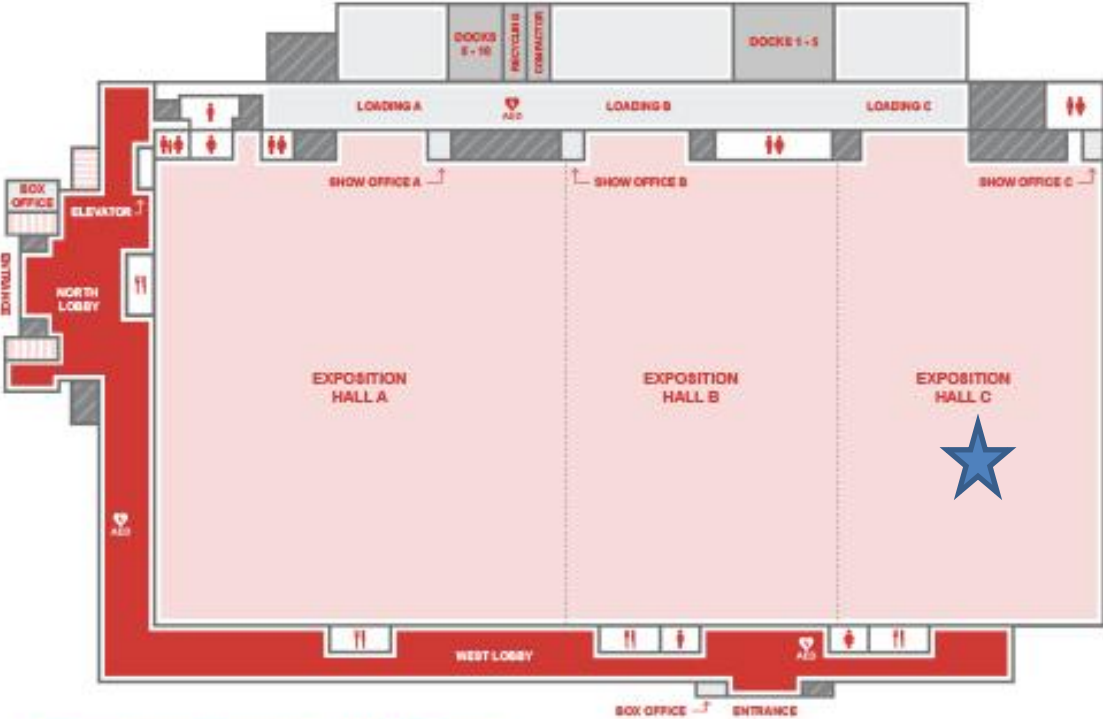 DOCKS
6 - 10
RECYCLING
COMPACTOR
DOCKS 1 - 5
LOADING A
AED
LOADING B
LOADING C
SHOW OFFICE A
SHOW OFFICE B
SHOW OFFICE C
BOX
OFFICE
ELEVATOR
ENTRANCE
NORTH
LOBBY
EXPOSITION
HALL A
EXPOSITION
HALL B
EXPOSITION
HALL C
AED
WEST LOBBY
AED
BOX OFFICE
ENTRANCE